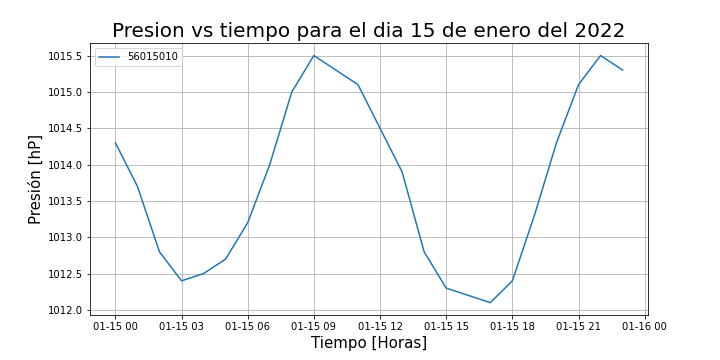 Presion vs tiempo para el dia 15 de enero del 2022
56015010
1015.5
1015.0
1014.5
1014.0
1013.5
1013.0
1012.5
1012.0
Presión [hP]
01-15 00 01-15 03 01-15 06 01-15 09 01-15 12 01-15 15 01-15 18 01-15 21 01-16 00
Tiempo [Horas]